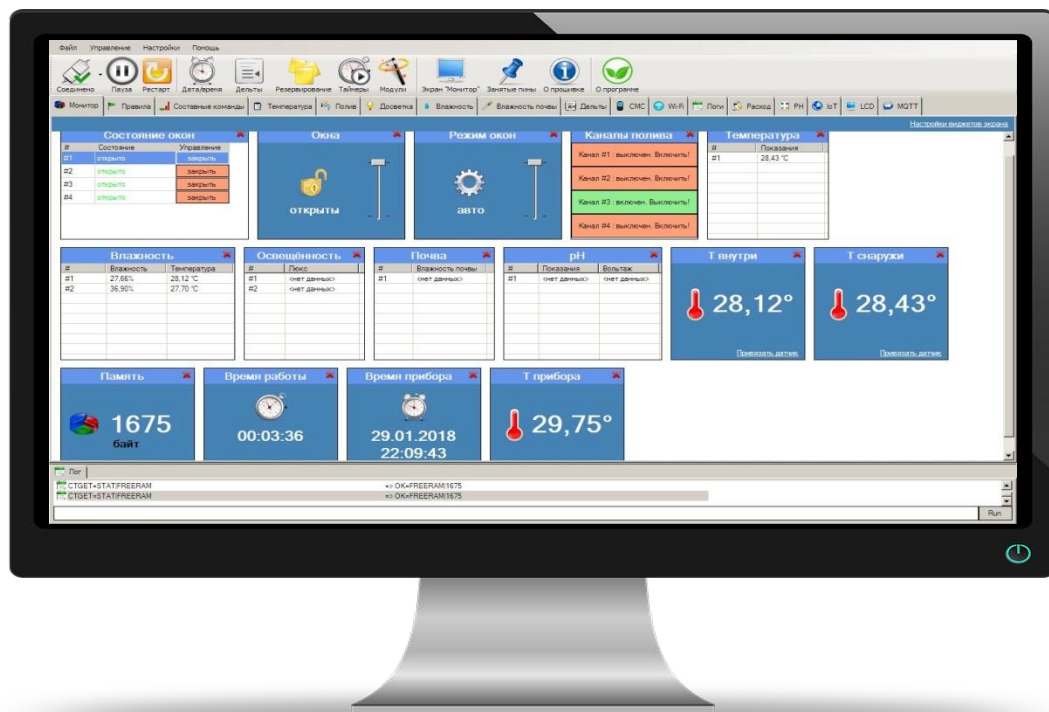 Файл Управление Настройки Помощь
Соединено Пауза Рестарт Дата/время Дельты Резервирование Таймеры Модули Экран "Монитор" Занятые пины О прошивке О программе
Монитор Правила Составные команды Температура Полив Досветка Влажность Влажность почвы Дельты СМС Wi-Fi Логи Расход PH IoT LCD MQTT
Настройки виджетов экрана
Состояние окон Окна Режим окон Каналы полива Температура
# Состояние Управление
#1 открыто закрыть
#2 открыто закрыть
#3 открыто закрыть
#4 открыто закрыть
открыты
авто
Канал #1 : выключен. Включить!
Канал #2 : выключен. Включить!
Канал #3 : включен. Выключить!
Канал #4 : выключен. Включить!
# Показания
#1 28,43 °C
Влажность Освещённость Почва pH Т внутри Т снаружи
# Влажность Температура
#1 27,66% 28,12 °C
#2 36,90% 27,70 °C
# Люкс
#1 <нет данных>
#2 <нет данных>
# Влажность почвы
#1 <нет данных>
# Показания Вольтаж
#1 <нет данных> <нет данных>
28,12°
Привязать датчик
28,43°
Привязать датчик
Память Время работы Время прибора Т прибора
1675
байт
00:03:36
29.01.2018
22:09:43
29,75°
Лог
CTGET=STAT|FREERAM => OK=FREERAM|1675
CTGET=STAT|FREERAM => OK=FREERAM|1675
Run